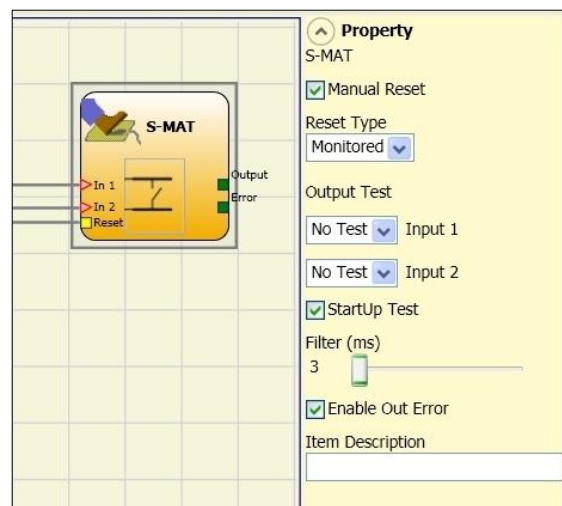 S-MAT
In 1
In 2
Reset
Output
Error
Property
S-MAT
Manual Reset
Reset Type
Monitored
Output Test
No Test Input 1
No Test Input 2
StartUp Test
Filter (ms)
3
Enable Out Error
Item Description